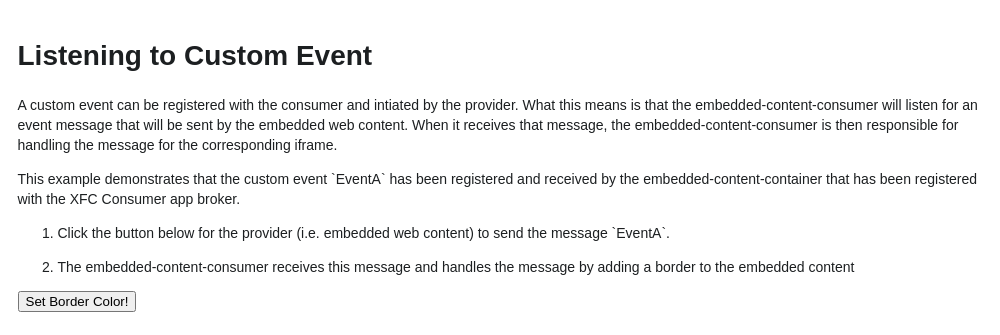 Listening to Custom Event
A custom event can be registered with the consumer and intiated by the provider. What this means is that the embedded-content-consumer will listen for an
event message that will be sent by the embedded web content. When it receives that message, the embedded-content-consumer is then responsible for
handling the message for the corresponding iframe.
This example demonstrates that the custom event `EventA` has been registered and received by the embedded-content-container that has been registered
with the XFC Consumer app broker.
1. Click the button below for the provider (i.e. embedded web content) to send the message `EventA`.
2. The embedded-content-consumer receives this message and handles the message by adding a border to the embedded content
Set Border Color!